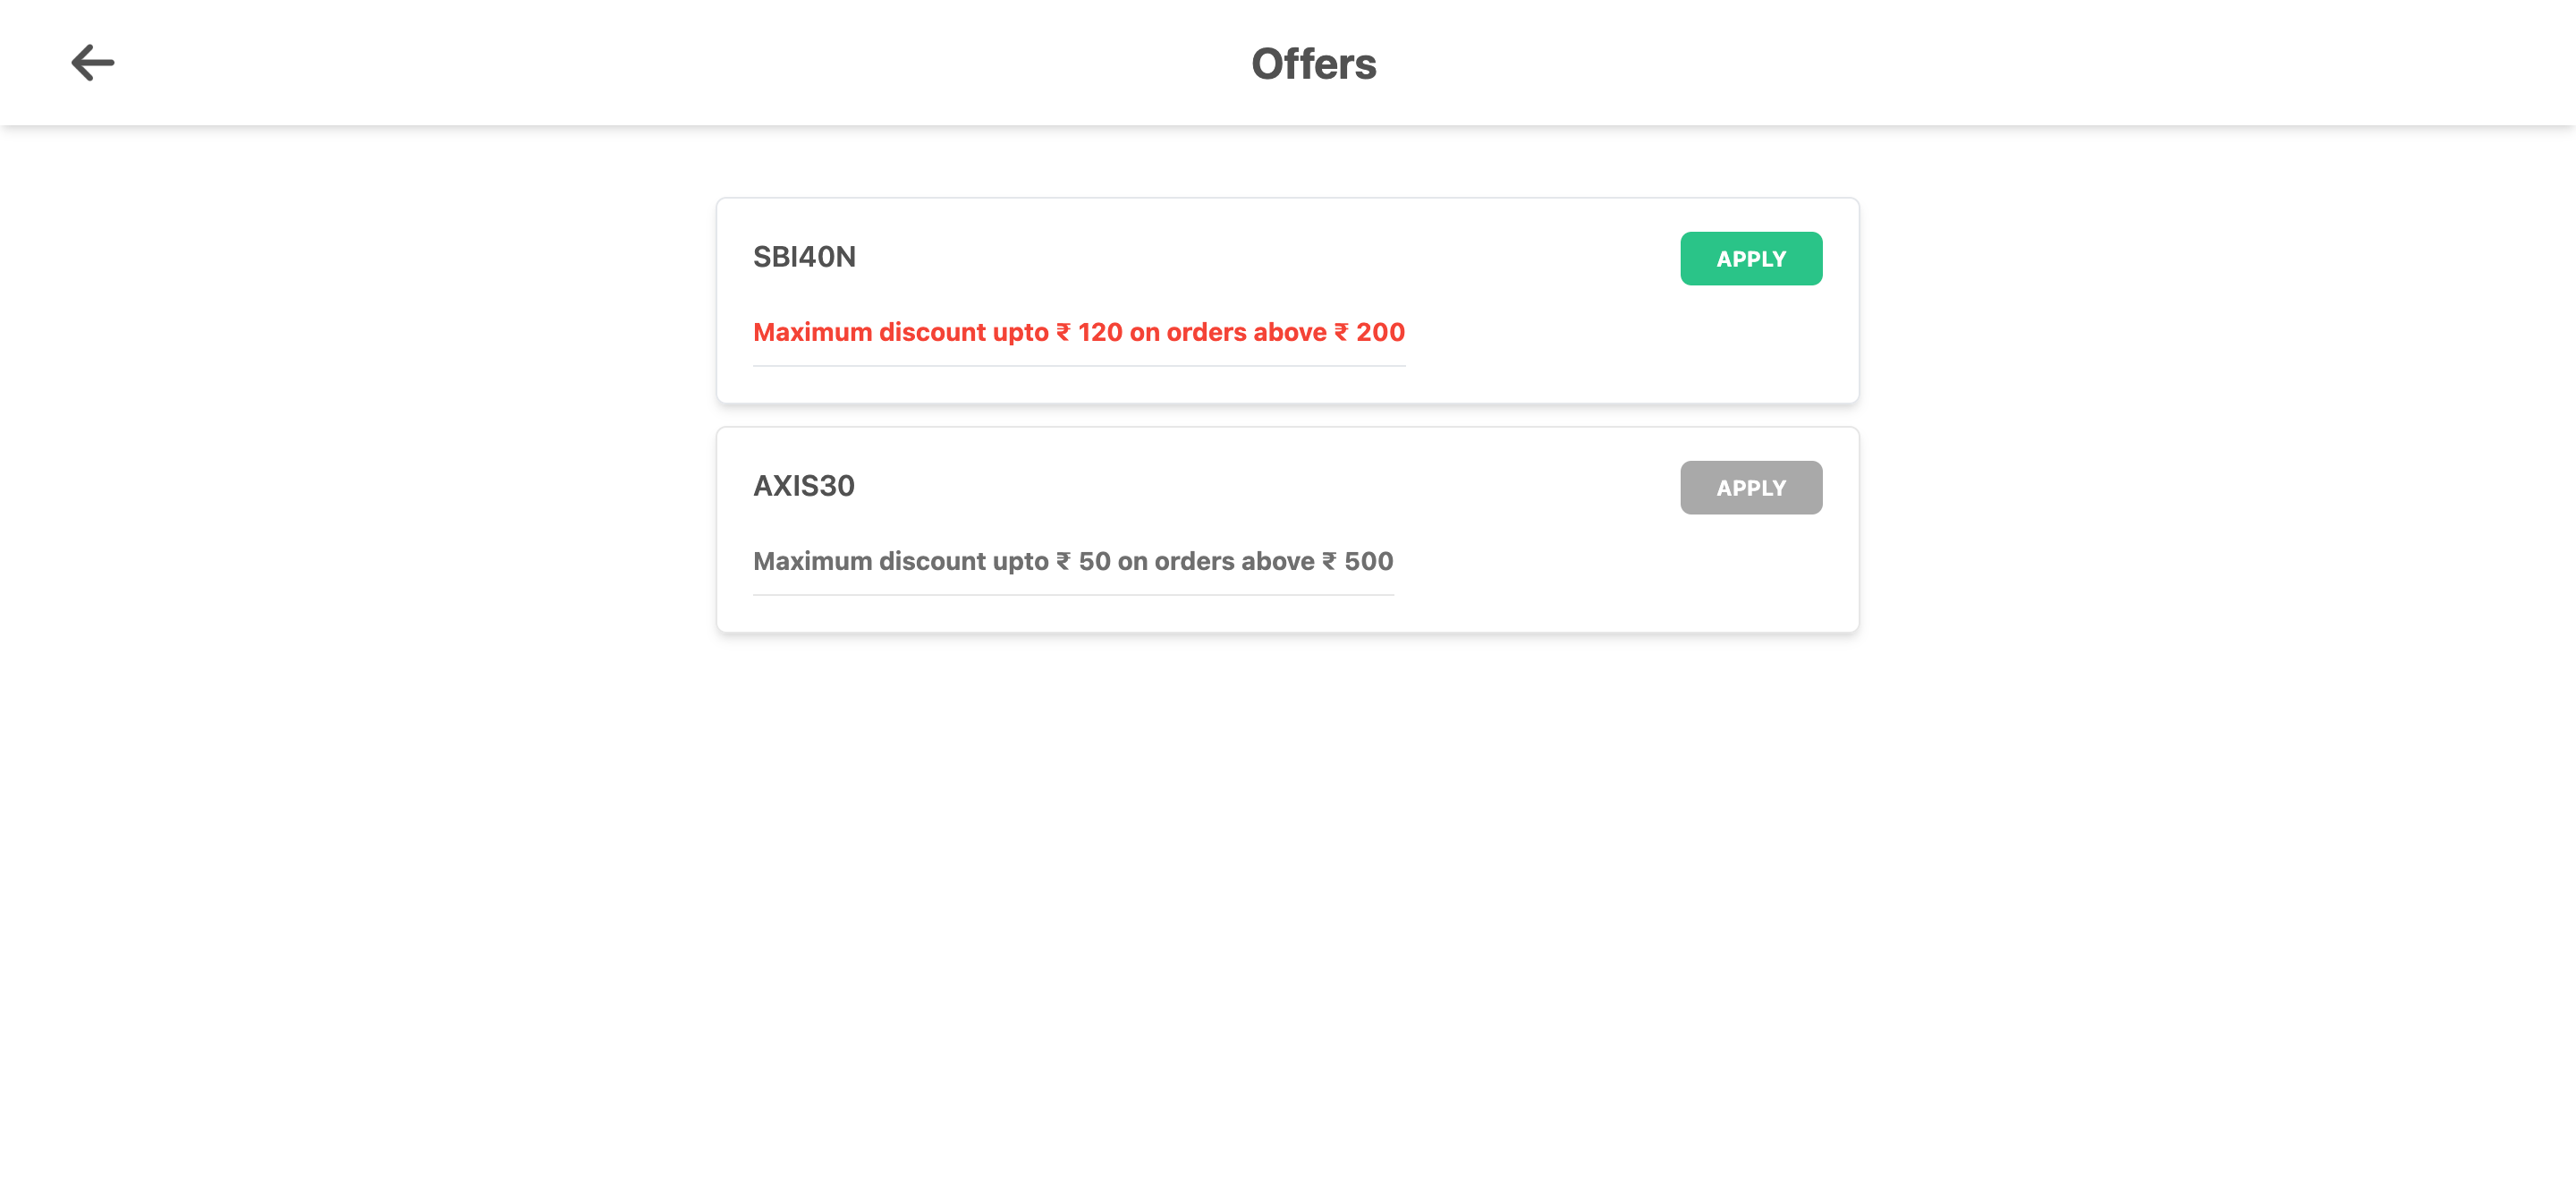 Offers
SBI40N
APPLY
Maximum discount upto ₹ 120 on orders above ₹ 200
AXIS30
APPLY
Maximum discount upto ₹ 50 on orders above ₹ 500